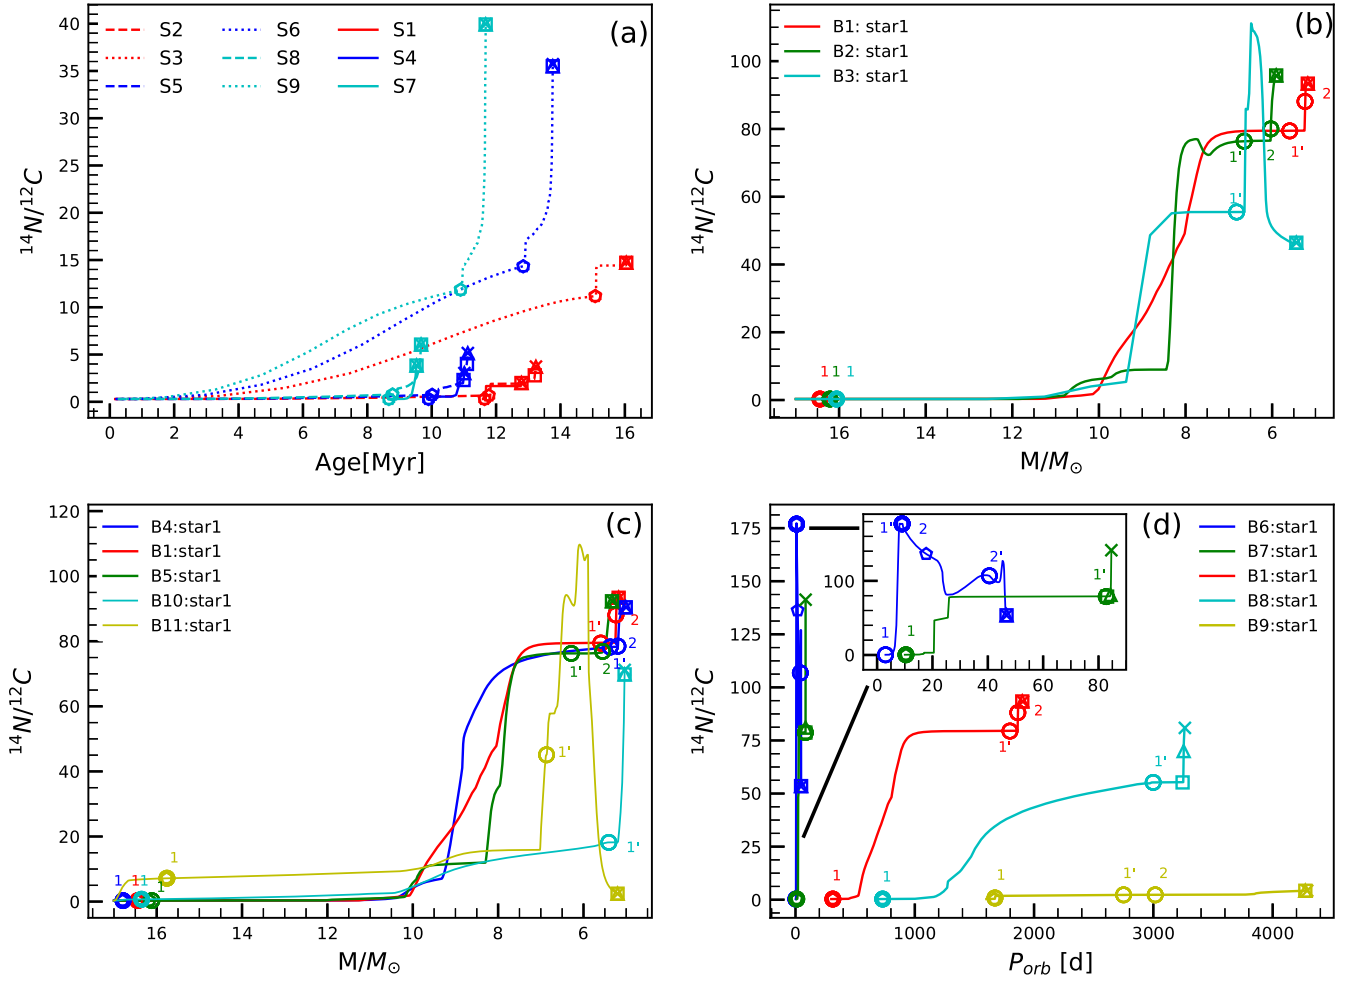 (a)
S2 S6 S1
S3 S8 S4
S5 S9 S7
40
35
30
25
20
15
10
5
0
¹⁴N/¹²C
0 2 4 6 8 10 12 14 16
Age[Myr]
(b)
B1: star1
B2: star1
B3: star1
100
80
60
40
20
0
¹⁴N/¹²C
2
1' 2 1'
1'
1 1 1
16 14 12 10 8 6
M/M☉
(c)
B4:star1
B1:star1
B5:star1
B10:star1
B11:star1
120
100
80
60
40
20
0
¹⁴N/¹²C
1' 2
2
1' 2 1'
1'
1'
1
1 1 1 1
16 14 12 10 8 6
M/M☉
(d)
B6:star1
B7:star1
B1:star1
B8:star1
B9:star1
175
150
125
100
75
50
25
0
¹⁴N/¹²C
1' 2
2'
1'
100
1 1
0
0 20 40 60 80
2
1'
1'
1 1 1 1' 2
0 1000 2000 3000 4000
P_orb [d]